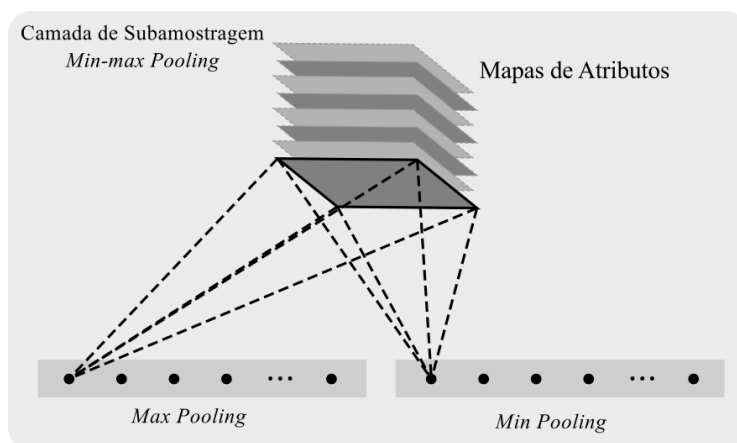 Camada de Subamostragem
Min-max Pooling
Mapas de Atributos
Max Pooling
Min Pooling